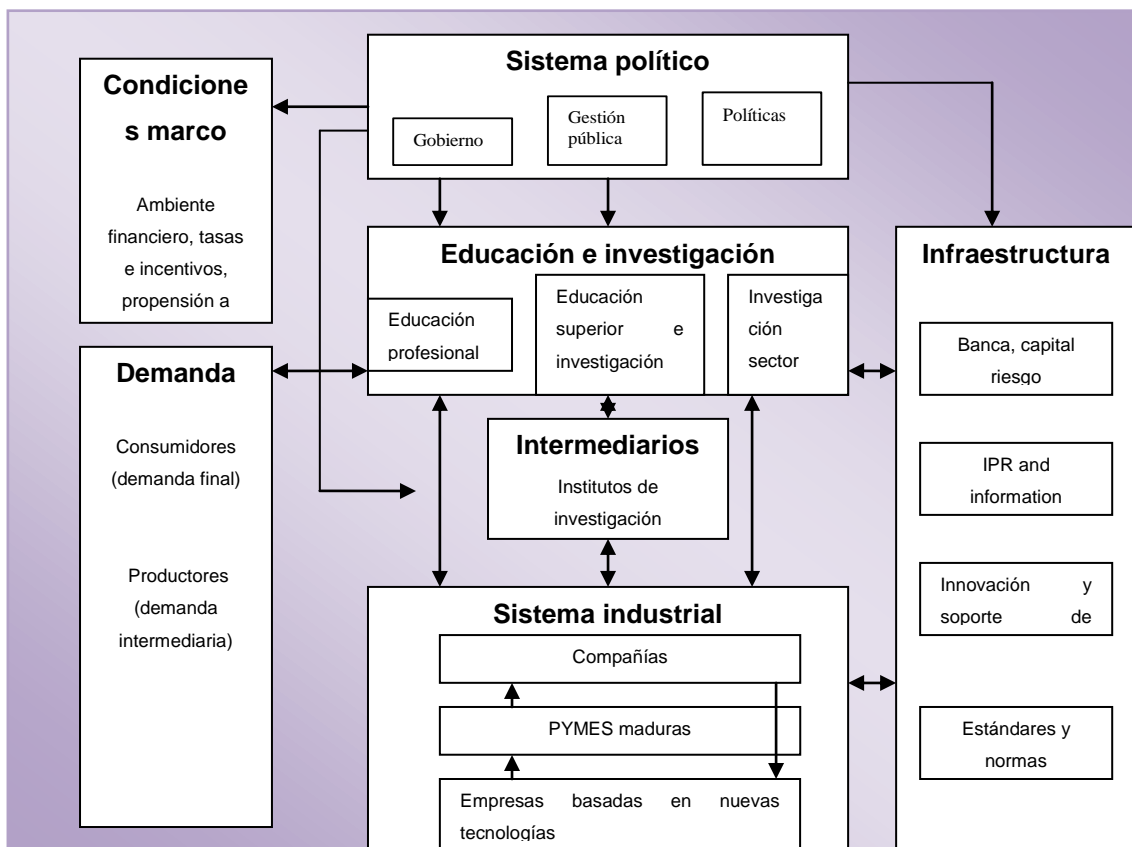 Sistema político
Gobierno
Gestión
pública
Políticas
Condicione
s marco
Ambiente
financiero, tasas
e incentivos,
propensión a
Educación e investigación
Educación
profesional
Educación
superior e
investigación
Investiga
ción
sector
Infraestructura
Banca, capital
riesgo
IPR and
information
Innovación y
soporte de
Estándares y
normas
Demanda
Consumidores
(demanda final)
Productores
(demanda
intermediaria)
Intermediarios
Institutos de
investigación
Sistema industrial
Compañías
PYMES maduras
Empresas basadas en nuevas
tecnologías